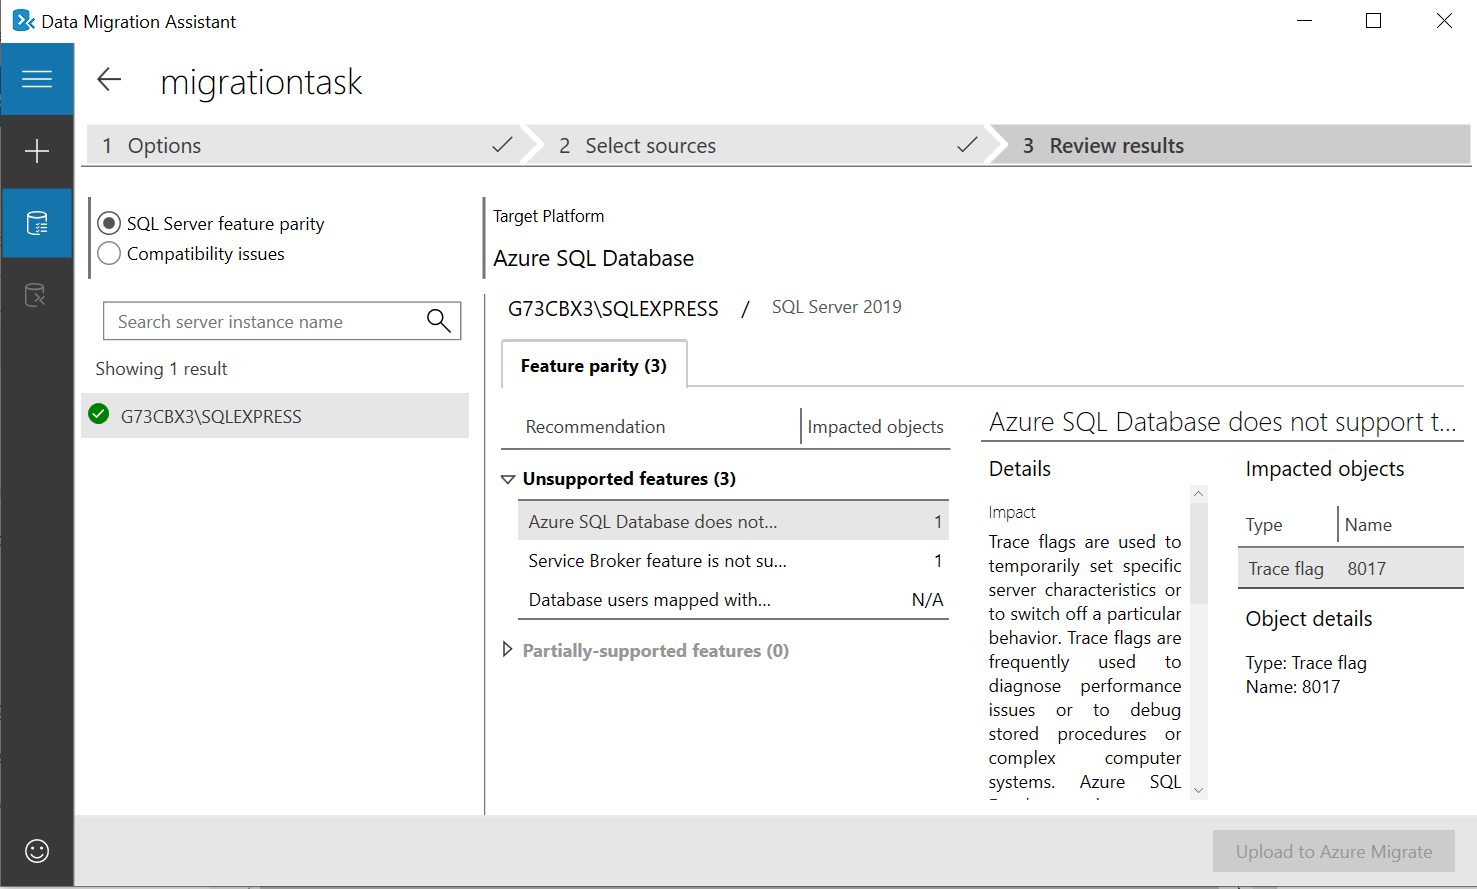 Data Migration Assistant
migrationtask
1 Options
2 Select sources
3 Review results
SQL Server feature parity
Compatibility issues
Search server instance name
Showing 1 result
G73CBX3\SQLEXPRESS
Target Platform
Azure SQL Database
G73CBX3\SQLEXPRESS / SQL Server 2019
Feature parity (3)
Recommendation Impacted objects
Unsupported features (3)
Azure SQL Database does not... 1
Service Broker feature is not su... 1
Database users mapped with... N/A
Partially-supported features (0)
Azure SQL Database does not support t...
Details
Impact
Trace flags are used to
temporarily set specific
server characteristics or
to switch off a particular
behavior. Trace flags are
frequently used to
diagnose performance
issues or to debug
stored procedures or
complex computer
systems. Azure SQL
Impacted objects
Type Name
Trace flag 8017
Object details
Type: Trace flag
Name: 8017
Upload to Azure Migrate